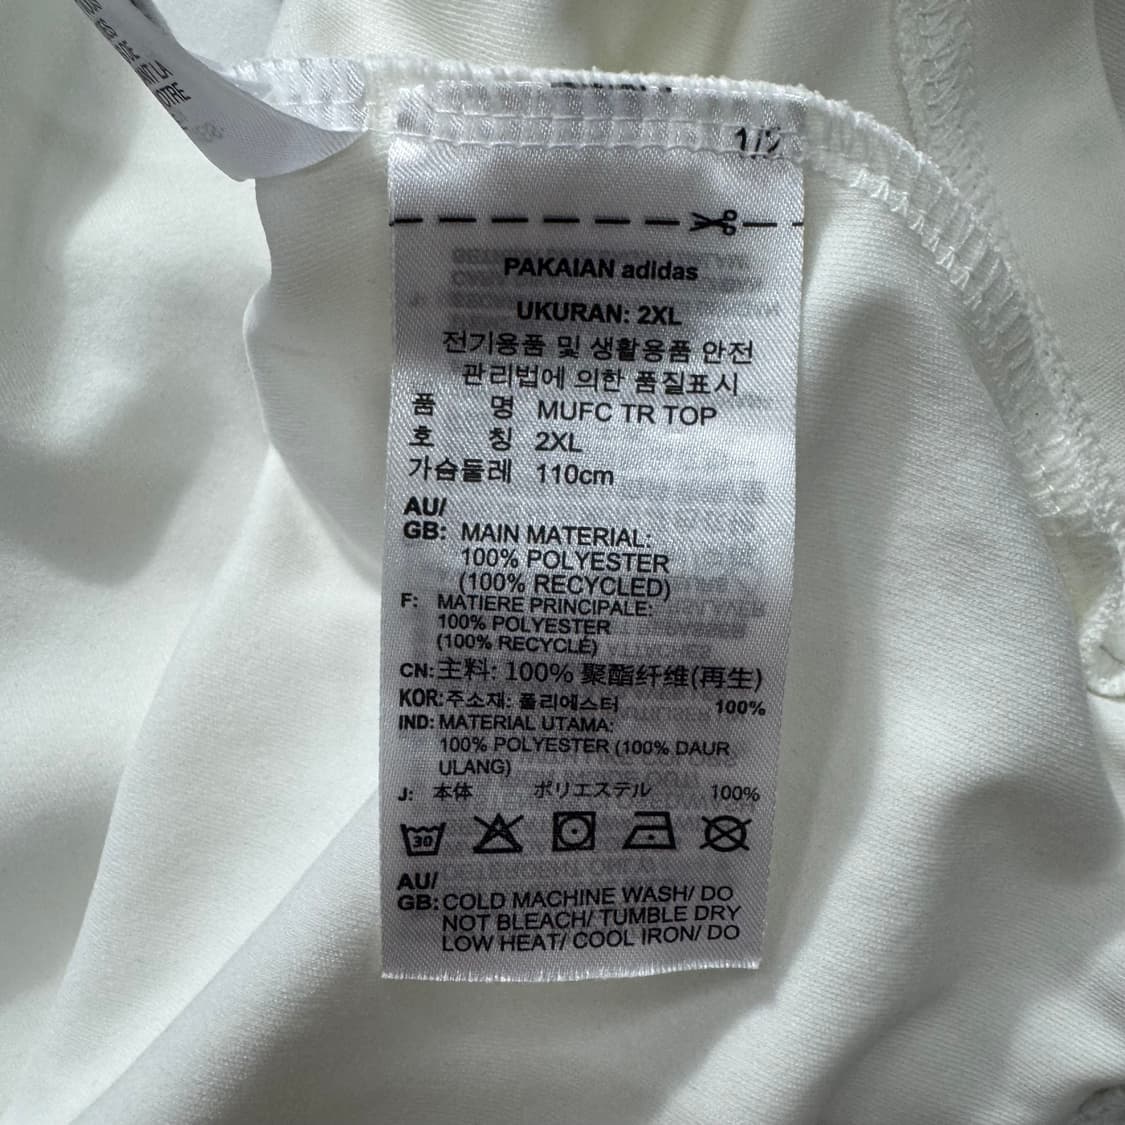 1/2
PAKAIAN adidas
UKURAN: 2XL
전기용품 및 생활용품 안전
관리법에 의한 품질표시
품 명 MUFC TR TOP
호 칭 2XL
가슴둘레 110cm
AU/
GB: MAIN MATERIAL:
100% POLYESTER
(100% RECYCLED)
F: MATIERE PRINCIPALE:
100% POLYESTER
(100% RECYCLÉ)
CN: 主料: 100% 聚酯纤维(再生)
KOR: 주소재: 폴리에스터 100%
IND: MATERIAL UTAMA:
100% POLYESTER (100% DAUR
ULANG)
J: 本体 ポリエステル 100%
30
AU/
GB: COLD MACHINE WASH/ DO
NOT BLEACH/ TUMBLE DRY
LOW HEAT/ COOL IRON/ DO